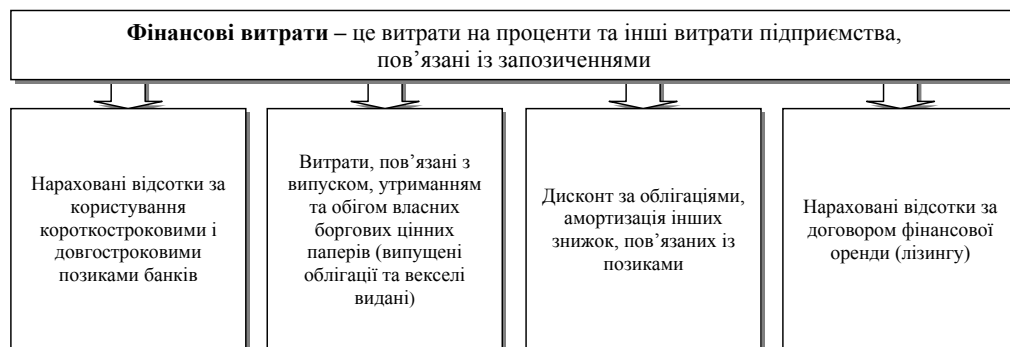 Фінансові витрати – це витрати на проценти та інші витрати підприємства,
пов’язані із запозиченнями
Нараховані відсотки за
користування
короткостроковими і
довгостроковими
позиками банків
Витрати, пов’язані з
випуском, утриманням
та обігом власних
боргових цінних
паперів (випущені
облігації та векселі
видані)
Дисконт за облігаціями,
амортизація інших
знижок, пов’язаних із
позиками
Нараховані відсотки за
договором фінансової
оренди (лізингу)